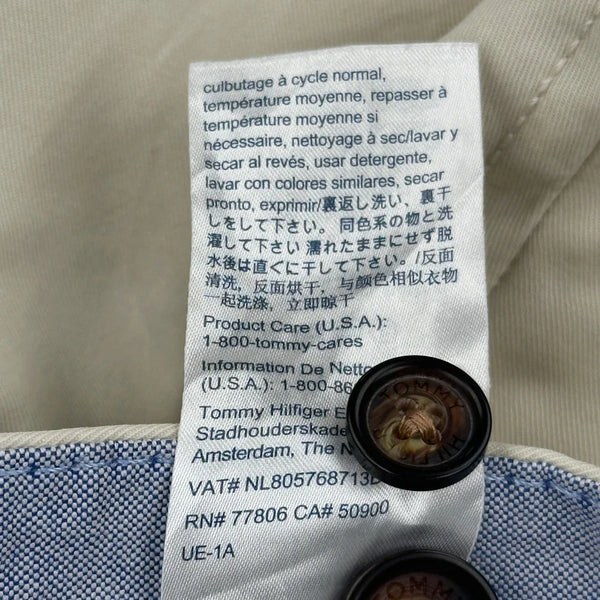 culbutage à cycle normal,
température moyenne, repasser à
température moyenne si
nécessaire, nettoyage à sec/lavar y
secar al revés, usar detergente,
lavar con colores similares, secar
pronto, exprimir/裏返し洗い、裏干
しをして下さい。 同色系の物と洗
濯して下さい 濡れたままにせず脱
水後は直ぐに干して下さい。/反面
清洗，反面烘干，与颜色相似衣物
一起洗涤，立即晾干
Product Care (U.S.A.):
1-800-tommy-cares
Information De Netto
(U.S.A.): 1-800-86
Tommy Hilfiger E
Stadhouderskade
Amsterdam, The N
VAT# NL805768713B
RN# 77806 CA# 50900
UE-1A
TOMMY HIL
TOMMY